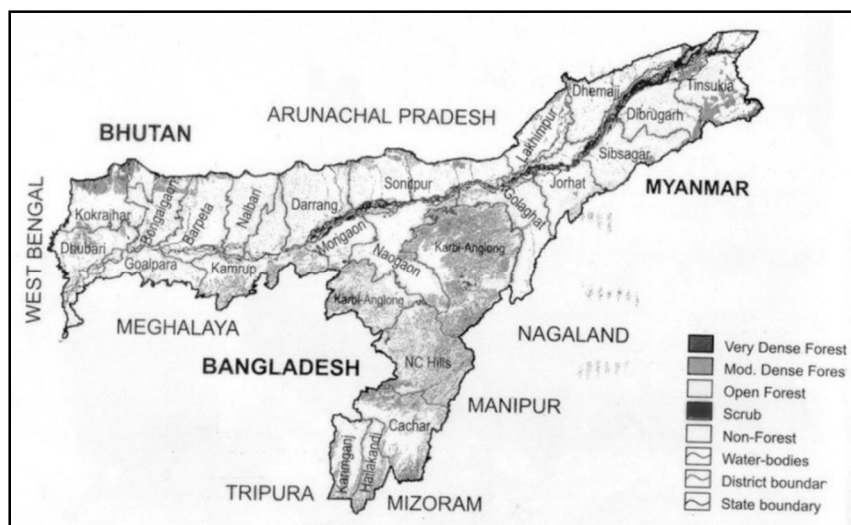 ARUNACHAL PRADESH
BHUTAN
Dhemaji
Tinsukia
Dibrugarh
Lakhimpur
Sibsagar
Jorhat
Golaghat
MYANMAR
Sonitpur
Darrang
Nalbari
Barpeta
Bongaigaon
Kokrajhar
Dhubari
Goalpara
Kamrup
Morigaon
Naogaon
Karbi-Anglong
Karbi-Anglong
WEST BENGAL
MEGHALAYA
NAGALAND
BANGLADESH
NC Hills
MANIPUR
Cachar
Karimganj
Hailakandi
TRIPURA
MIZORAM
Very Dense Forest
Mod. Dense Fores
Open Forest
Scrub
Non-Forest
Water-bodies
District boundar
State boundary